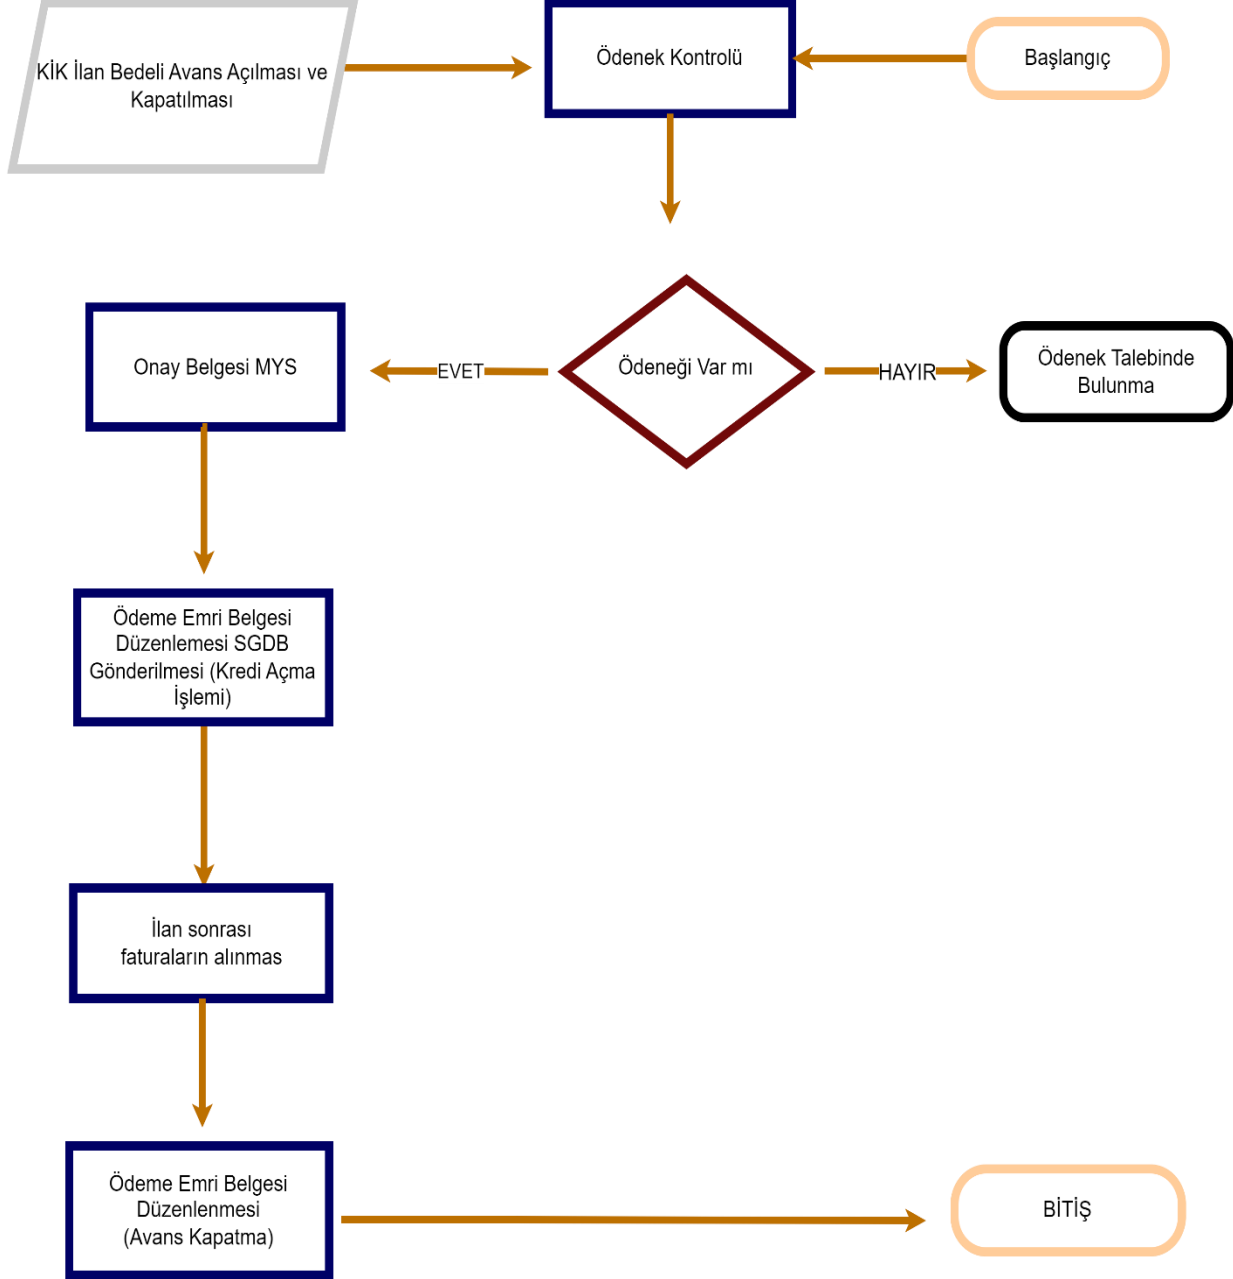 KİK İlan Bedeli Avans Açılması ve
Kapatılması
Ödenek Kontrolü
Başlangıç
Onay Belgesi MYS
EVET
Ödeneği Var mı
HAYIR
Ödenek Talebinde
Bulunma
Ödeme Emri Belgesi
Düzenlemesi SGDB
Gönderilmesi (Kredi Açma
İşlemi)
İlan sonrası
faturaların alınmas
Ödeme Emri Belgesi
Düzenlenmesi
(Avans Kapatma)
BİTİŞ